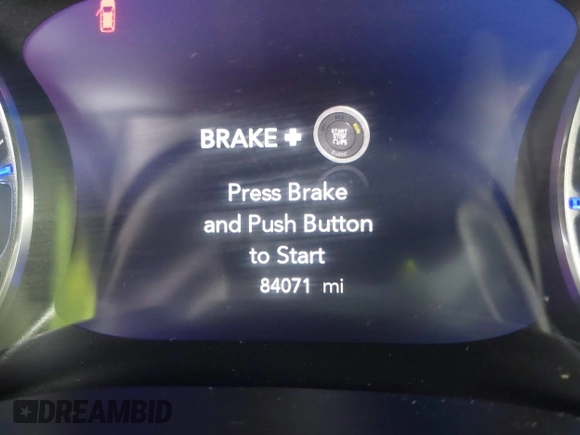 BRAKE +
Press Brake
and Push Button
to Start
84071 mi
DREAMBID